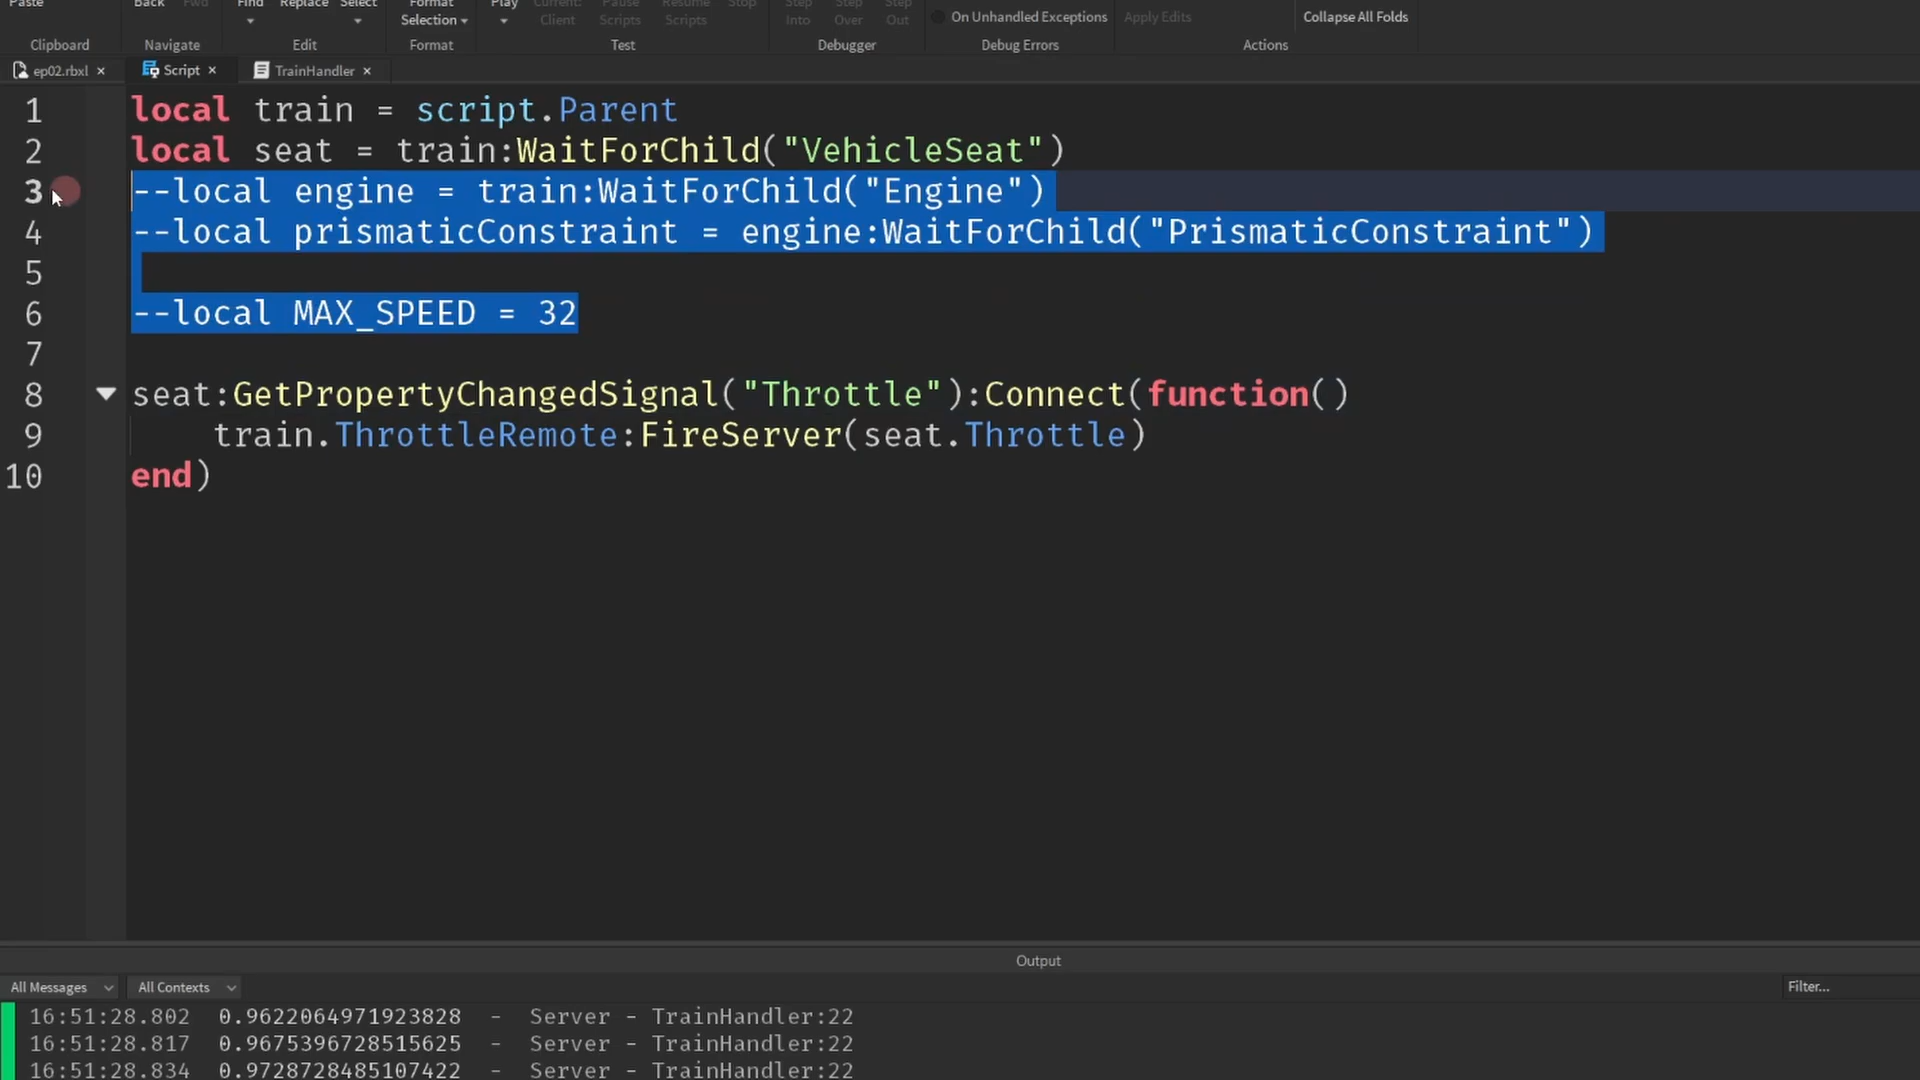 Paste
Back Fwd
Find Replace Select
Format Selection
Play Current: Client Pause Scripts Resume Scripts Stop
Step Into Step Over Step Out
On Unhandled Exceptions Apply Edits
Collapse All Folds
Clipboard Navigate Edit Format Test Debugger Debug Errors Actions
ep02.rbxl × Script × TrainHandler ×
1 local train = script.Parent
2 local seat = train:WaitForChild("VehicleSeat")
3 --local engine = train:WaitForChild("Engine")
4 --local prismaticConstraint = engine:WaitForChild("PrismaticConstraint")
5
6 --local MAX_SPEED = 32
7
8 seat:GetPropertyChangedSignal("Throttle"):Connect(function()
9 train.ThrottleRemote:FireServer(seat.Throttle)
10 end)
Output
All Messages All Contexts Filter...
16:51:28.802 0.9622064971923828 - Server - TrainHandler:22
16:51:28.817 0.9675396728515625 - Server - TrainHandler:22
16:51:28.834 0.9728728485107422 - Server - TrainHandler:22